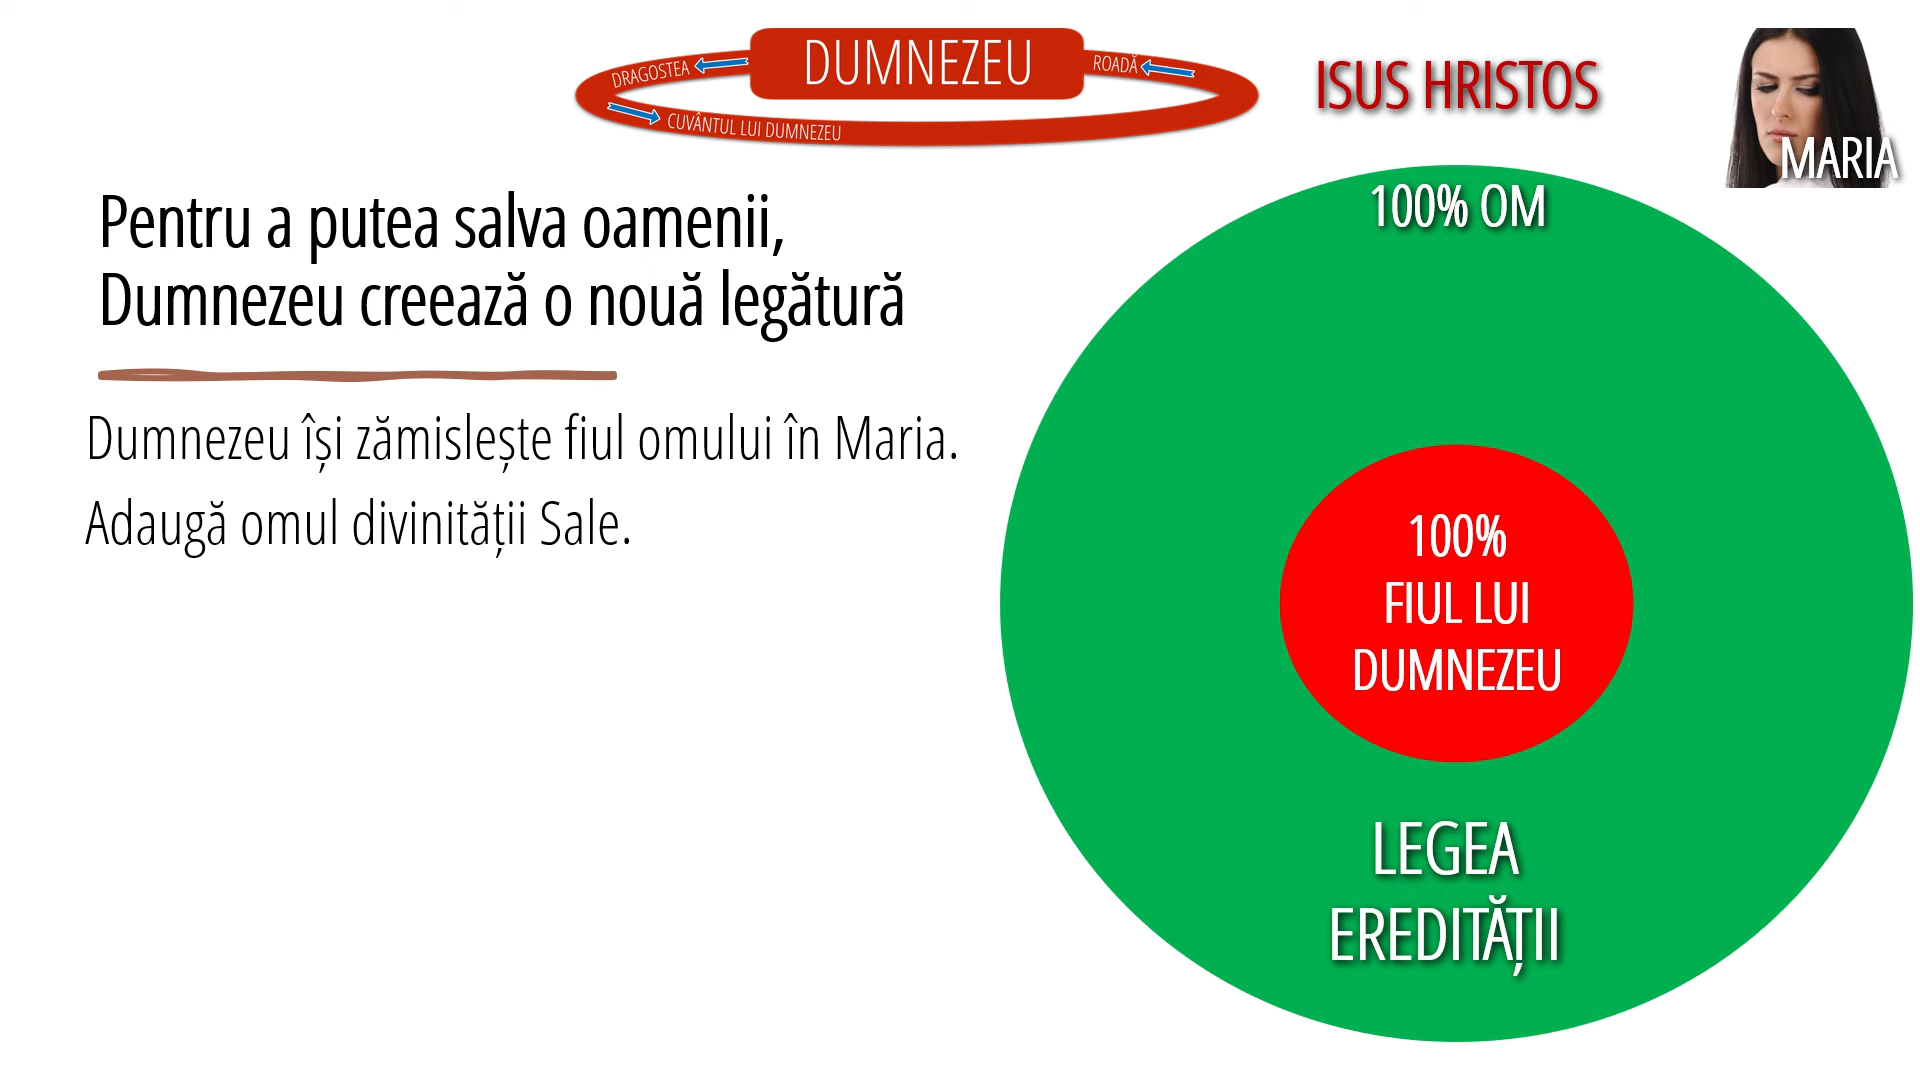 DUMNEZEU
DRAGOSTEA
ROADĂ
CUVÂNTUL LUI DUMNEZEU
ISUS HRISTOS
MARIA
Pentru a putea salva oamenii,
Dumnezeu creează o nouă legătură
Dumnezeu își zămislește fiul omului în Maria.
Adaugă omul divinității Sale.
100% OM
100%
FIUL LUI
DUMNEZEU
LEGEA
EREDITĂȚII